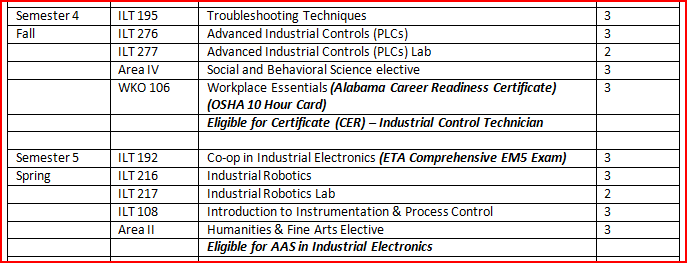 Semester 4 ILT 195 Troubleshooting Techniques 3
Fall ILT 276 Advanced Industrial Controls (PLCs) 3
ILT 277 Advanced Industrial Controls (PLCs) Lab 2
Area IV Social and Behavioral Science elective 3
WKO 106 Workplace Essentials (Alabama Career Readiness Certificate) 3
(OSHA 10 Hour Card)
Eligible for Certificate (CER) – Industrial Control Technician
Semester 5 ILT 192 Co-op in Industrial Electronics (ETA Comprehensive EM5 Exam) 3
Spring ILT 216 Industrial Robotics 3
ILT 217 Industrial Robotics Lab 2
ILT 108 Introduction to Instrumentation & Process Control 3
Area II Humanities & Fine Arts Elective 3
Eligible for AAS in Industrial Electronics